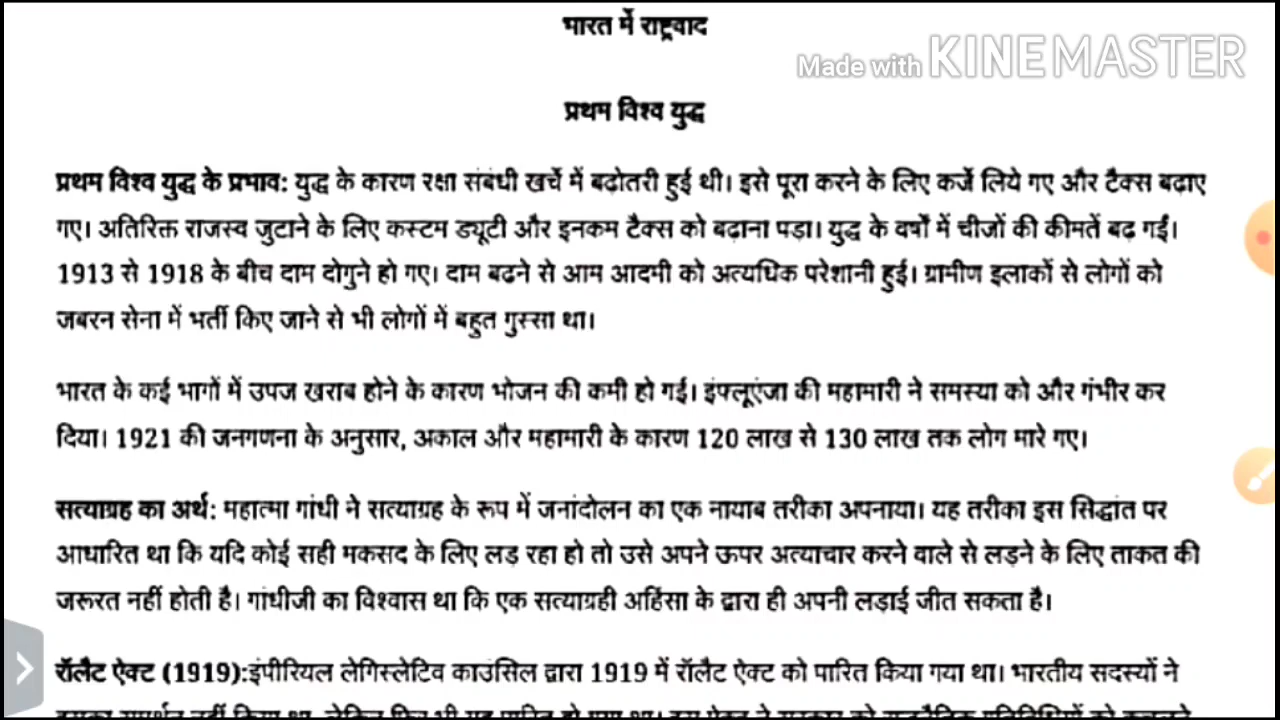 भारत में राष्ट्रवाद
Made with KINEMASTER
प्रथम विश्व युद्ध
प्रथम विश्व युद्ध के प्रभाव: युद्ध के कारण रक्षा संबंधी खर्चे में बढ़ोतरी हुई थी। इसे पूरा करने के लिए कर्जे लिये गए और टैक्स बढ़ाए
गए। अतिरिक्त राजस्व जुटाने के लिए कस्टम ड्यूटी और इनकम टैक्स को बढ़ाना पड़ा। युद्ध के वर्षों में चीजों की कीमतें बढ़ गईं।
1913 से 1918 के बीच दाम दोगुने हो गए। दाम बढने से आम आदमी को अत्यधिक परेशानी हुई। ग्रामीण इलाकों से लोगों को
जबरन सेना में भर्ती किए जाने से भी लोगों में बहुत गुस्सा था।
भारत के कई भागों में उपज खराब होने के कारण भोजन की कमी हो गई। इंफ्लूएंजा की महामारी ने समस्या को और गंभीर कर
दिया। 1921 की जनगणना के अनुसार, अकाल और महामारी के कारण 120 लाख से 130 लाख तक लोग मारे गए।
सत्याग्रह का अर्थ: महात्मा गांधी ने सत्याग्रह के रूप में जनांदोलन का एक नायाब तरीका अपनाया। यह तरीका इस सिद्धांत पर
आधारित था कि यदि कोई सही मकसद के लिए लड़ रहा हो तो उसे अपने ऊपर अत्याचार करने वाले से लड़ने के लिए ताकत की
जरूरत नहीं होती है। गांधीजी का विश्वास था कि एक सत्याग्रही अहिंसा के द्वारा ही अपनी लड़ाई जीत सकता है।
रॉलैट ऐक्ट (1919):इंपीरियल लेगिस्लेटिव काउंसिल द्वारा 1919 में रॉलैट ऐक्ट को पारित किया गया था। भारतीय सदस्यों ने